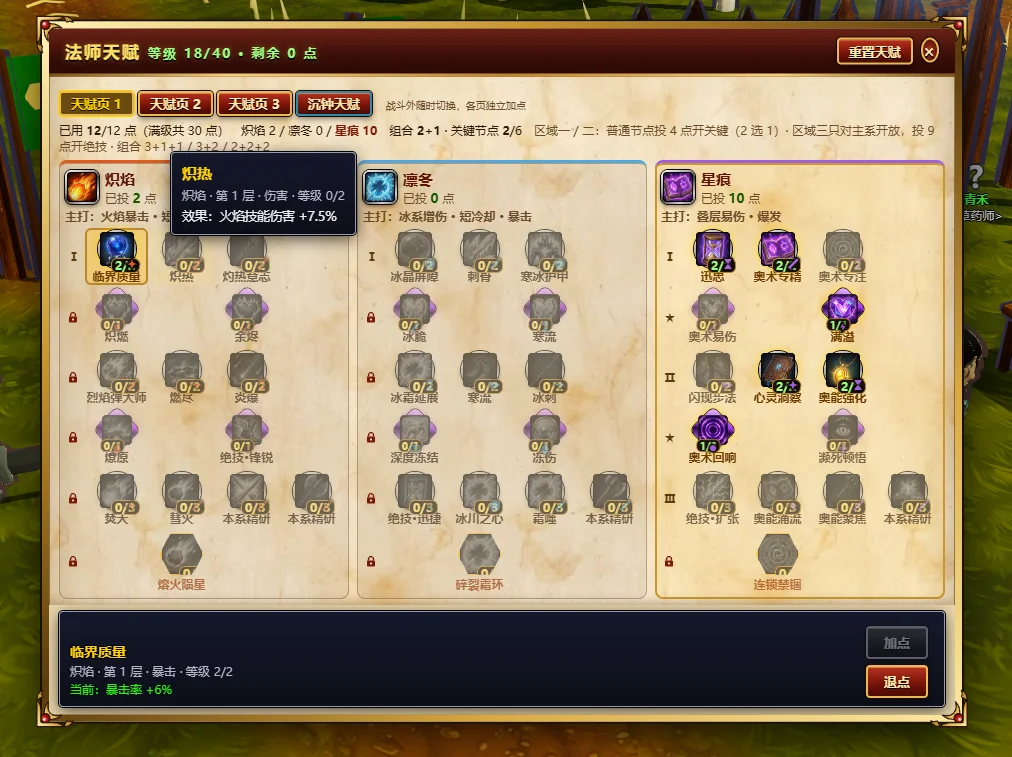 法师天赋 等级 18/40 · 剩余 0 点
重置天赋
天赋页 1 天赋页 2 天赋页 3 沉钟天赋 战斗外随时切换，各页独立加点
已用 12/12 点（满级共 30 点） 炽焰 2 / 凛冬 0 / 星痕 10 组合 2+1 · 关键节点 2/6 区域一 / 二：普通节点投 4 点开关键（2 选 1）· 区域三只对主系开放，投 9
点开绝技 · 组合 3+1+1 / 3+2 / 2+2+2
炽焰
已投 2 点
主打：火焰暴击 · 短
炽热
炽焰 · 第 1 层 · 伤害 · 等级 0/2
效果：火焰技能伤害 +7.5%
I
2/
临界质量
0/2
炽热
0/2
灼热意志
0/1
炽燃
0/1
余烬
0/2
烈焰弹大师
0/2
燃尽
0/2
炎爆
0/1
燎原
0/1
绝技·锋锐
0/3
焚天
0/3
彗火
0/3
本系精研
0/3
本系精研
0
熔火陨星
凛冬
已投 0 点
主打：冰系增伤 · 短冷却 · 暴击
I
0/2
冰晶屏障
0/2
刺骨
0/2
寒冰护甲
0/1
冰脆
0/1
寒流
0/2
冰霜延展
0/2
寒流
0/2
冰刺
0/1
深度冻结
0/1
冻伤
0/3
绝技·迅捷
0/3
冰川之心
0/3
霜噬
0/3
本系精研
0
碎裂霜环
星痕
已投 10 点
主打：叠层易伤 · 爆发
I
2/
迅思
2/
奥术专精
0/2
奥术专注
★
0/1
奥术易伤
1/
满溢
II
0/2
闪现步法
2/
心灵洞察
2/
奥能强化
★
1/
奥术回响
0/1
濒死顿悟
III
0/3
绝技·扩张
0/3
奥能涌流
0/3
奥能聚焦
0/3
本系精研
0
连锁禁锢
?
青禾
草药师>
临界质量
炽焰 · 第 1 层 · 暴击 · 等级 2/2
当前：暴击率 +6%
加点
退点